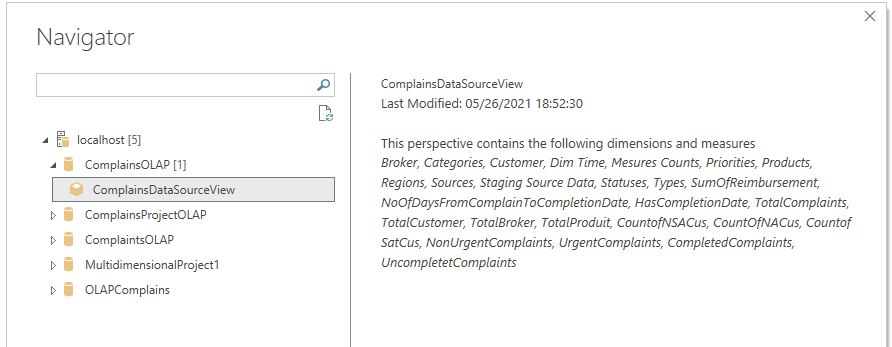 Navigator
localhost [5]
ComplainsOLAP [1]
ComplainsDataSourceView
ComplainsProjectOLAP
ComplaintsOLAP
MultidimensionalProject1
OLAPComplains
ComplainsDataSourceView
Last Modified: 05/26/2021 18:52:30
This perspective contains the following dimensions and measures
Broker, Categories, Customer, Dim Time, Mesures Counts, Priorities, Products,
Regions, Sources, Staging Source Data, Statuses, Types, SumOfReimbursement,
NoOfDaysFromComplainToCompletionDate, HasCompletionDate, TotalComplaints,
TotalCustomer, TotalBroker, TotalProduit, CountofNSACus, CountOfNACus, Countof
SatCus, NonUrgentComplaints, UrgentComplaints, CompletedComplaints,
UncompletetComplaints